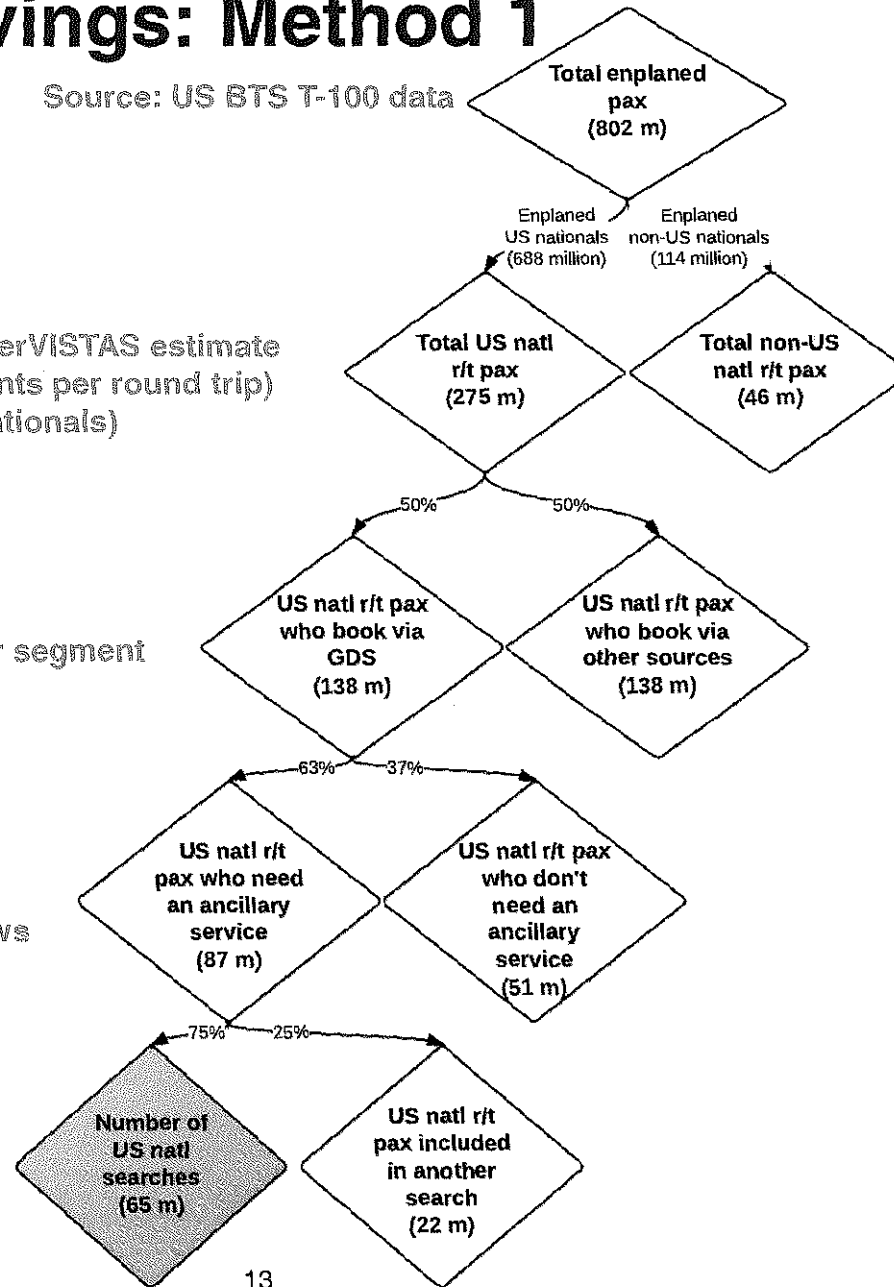 vings: Method 1
Source: US BTS T-100 data
Total enplaned
pax
(802 m)
Enplaned
US nationals
(688 million)
Enplaned
non-US nationals
(114 million)
erVISTAS estimate
nts per round trip)
ationals)
Total US natl
r/t pax
(275 m)
Total non-US
natl r/t pax
(46 m)
50%
50%
r segment
US natl r/t pax
who book via
GDS
(138 m)
US natl r/t pax
who book via
other sources
(138 m)
63%
37%
ws
US natl r/t
pax who need
an ancillary
service
(87 m)
US natl r/t pax
who don't
need an
ancillary
service
(51 m)
75%
25%
Number of
US natl
searches
(65 m)
US natl r/t
pax included
in another
search
(22 m)
13